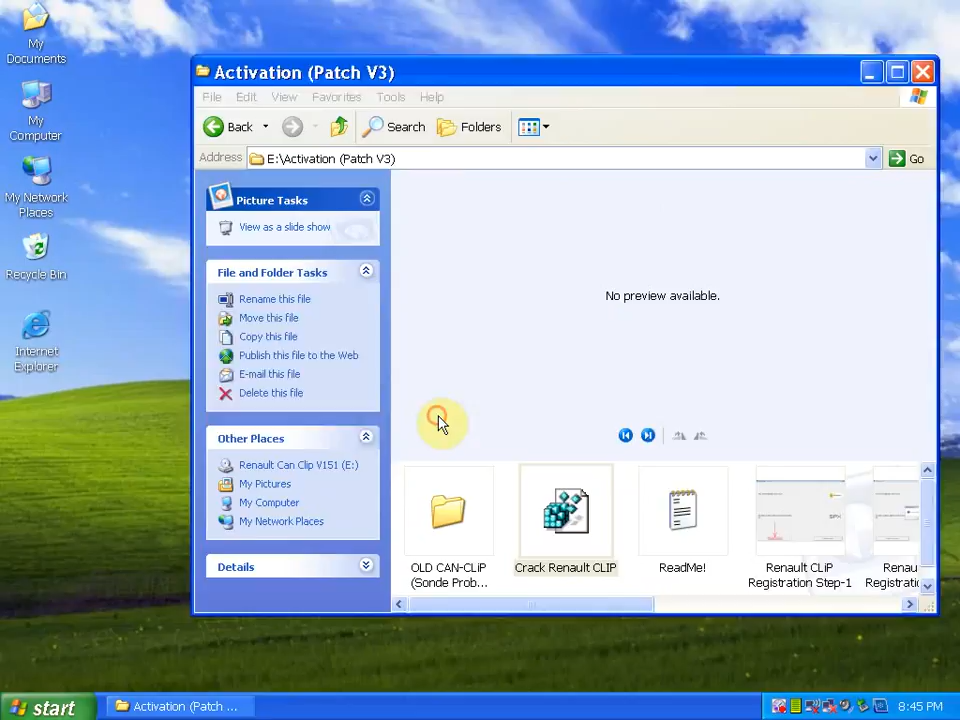 My
Documents
My
Computer
My Network
Places
Recycle Bin
Internet
Explorer
Activation (Patch V3)
File Edit View Favorites Tools Help
Back Search Folders
Address E:\Activation (Patch V3) Go
Picture Tasks
View as a slide show
File and Folder Tasks
Rename this file
Move this file
Copy this file
Publish this file to the Web
E-mail this file
Delete this file
Other Places
Renault Can Clip V151 (E:)
My Pictures
My Computer
My Network Places
Details
No preview available.
OLD CAN-CLiP
(Sonde Prob...
Crack Renault CLIP
ReadMe!
Renault CLiP
Registration Step-1
Renau
Registratio
start Activation (Patch ... 8:45 PM